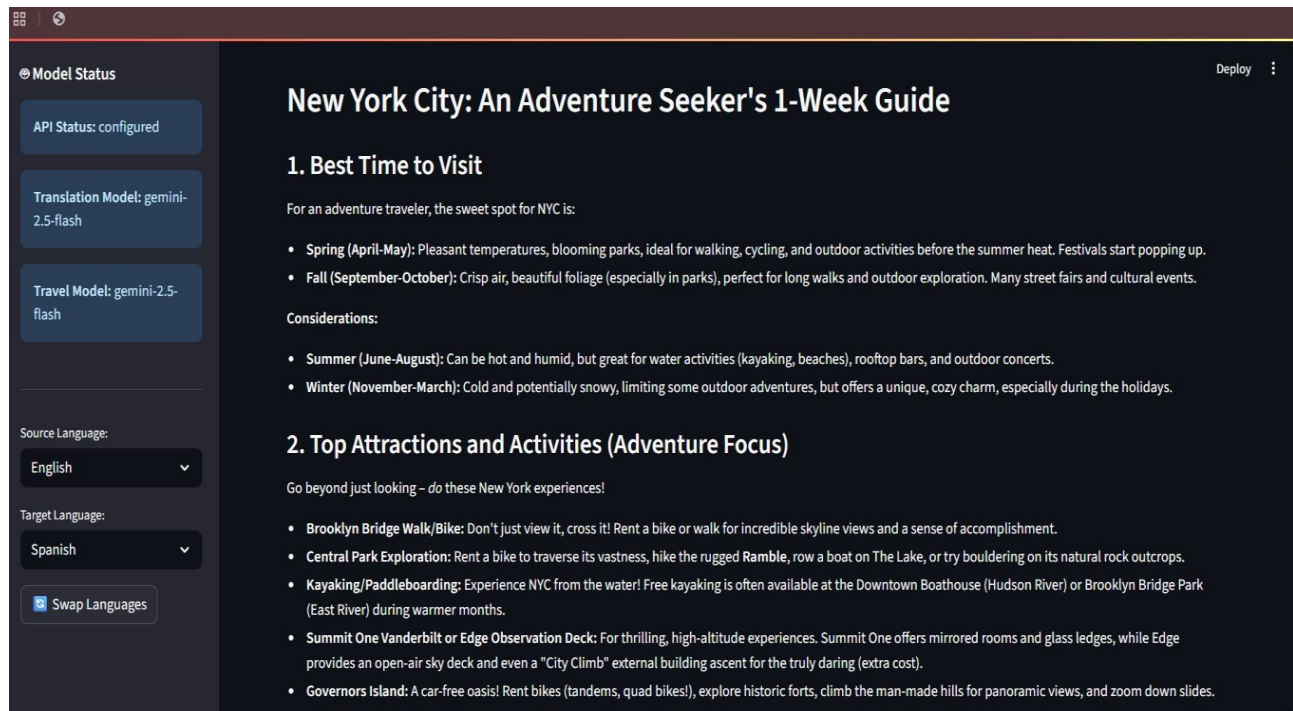 Model Status
API Status: configured
Translation Model: gemini-
2.5-flash
Travel Model: gemini-2.5-
flash
Source Language:
English
Target Language:
Spanish
Swap Languages
Deploy
New York City: An Adventure Seeker's 1-Week Guide
1. Best Time to Visit
For an adventure traveler, the sweet spot for NYC is:
• Spring (April-May): Pleasant temperatures, blooming parks, ideal for walking, cycling, and outdoor activities before the summer heat. Festivals start popping up.
• Fall (September-October): Crisp air, beautiful foliage (especially in parks), perfect for long walks and outdoor exploration. Many street fairs and cultural events.
Considerations:
• Summer (June-August): Can be hot and humid, but great for water activities (kayaking, beaches), rooftop bars, and outdoor concerts.
• Winter (November-March): Cold and potentially snowy, limiting some outdoor adventures, but offers a unique, cozy charm, especially during the holidays.
2. Top Attractions and Activities (Adventure Focus)
Go beyond just looking – do these New York experiences!
• Brooklyn Bridge Walk/Bike: Don't just view it, cross it! Rent a bike or walk for incredible skyline views and a sense of accomplishment.
• Central Park Exploration: Rent a bike to traverse its vastness, hike the rugged Ramble, row a boat on The Lake, or try bouldering on its natural rock outcrops.
• Kayaking/Paddleboarding: Experience NYC from the water! Free kayaking is often available at the Downtown Boathouse (Hudson River) or Brooklyn Bridge Park
(East River) during warmer months.
• Summit One Vanderbilt or Edge Observation Deck: For thrilling, high-altitude experiences. Summit One offers mirrored rooms and glass ledges, while Edge
provides an open-air sky deck and even a "City Climb" external building ascent for the truly daring (extra cost).
• Governors Island: A car-free oasis! Rent bikes (tandems, quad bikes!), explore historic forts, climb the man-made hills for panoramic views, and zoom down slides.